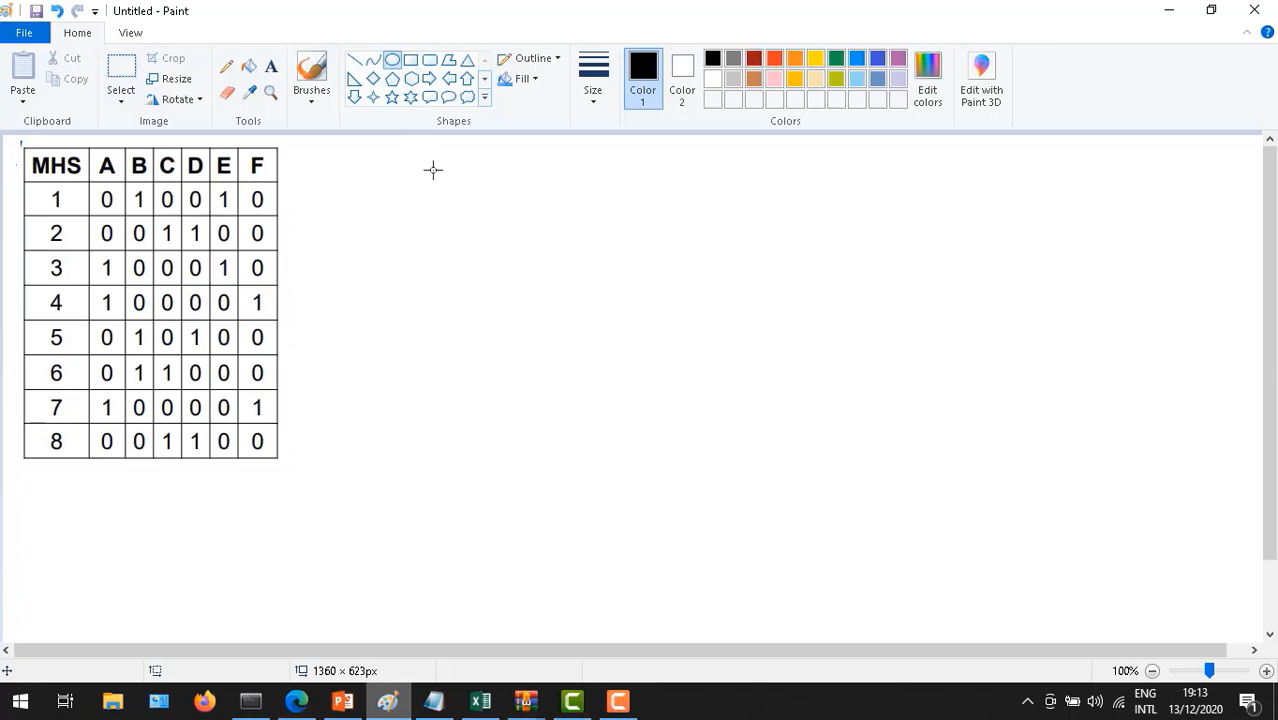 Untitled - Paint
File Home View
Paste
Cut
Copy
Clipboard
Select
Crop
Resize
Rotate
Image
Tools
Brushes
Shapes
Outline
Fill
Size
Color 1
Color 2
Colors
Edit colors
Edit with Paint 3D
MHS A B C D E F
1 0 1 0 0 1 0
2 0 0 1 1 0 0
3 1 0 0 0 1 0
4 1 0 0 0 0 1
5 0 1 0 1 0 0
6 0 1 1 0 0 0
7 1 0 0 0 0 1
8 0 0 1 1 0 0
1360 × 623px
100%
ENG 19:13
INTL 13/12/2020